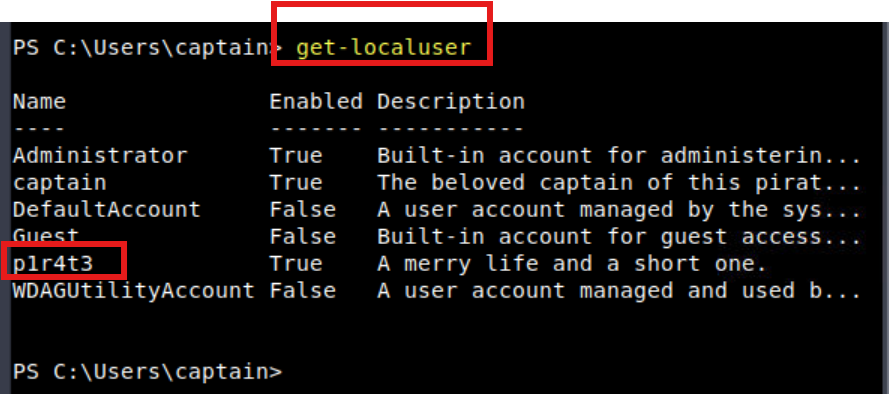 PS C:\Users\captain> get-localuser
Name Enabled Description
---- ------- -----------
Administrator True Built-in account for administerin...
captain True The beloved captain of this pirat...
DefaultAccount False A user account managed by the sys...
Guest False Built-in account for guest access...
p1r4t3 True A merry life and a short one.
WDAGUtilityAccount False A user account managed and used b...
PS C:\Users\captain>